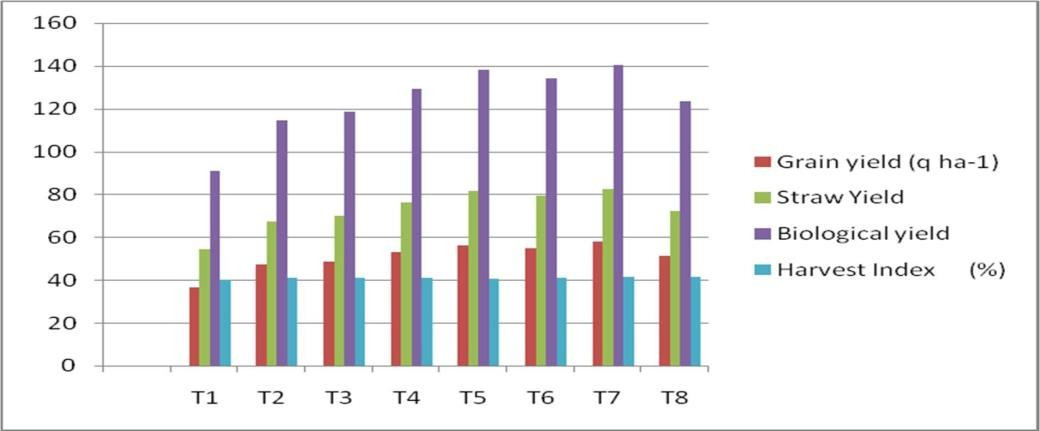 160
140
120
100
80
60
40
20
0
T1 T2 T3 T4 T5 T6 T7 T8
Grain yield (q ha-1)
Straw Yield
Biological yield
Harvest Index (%)